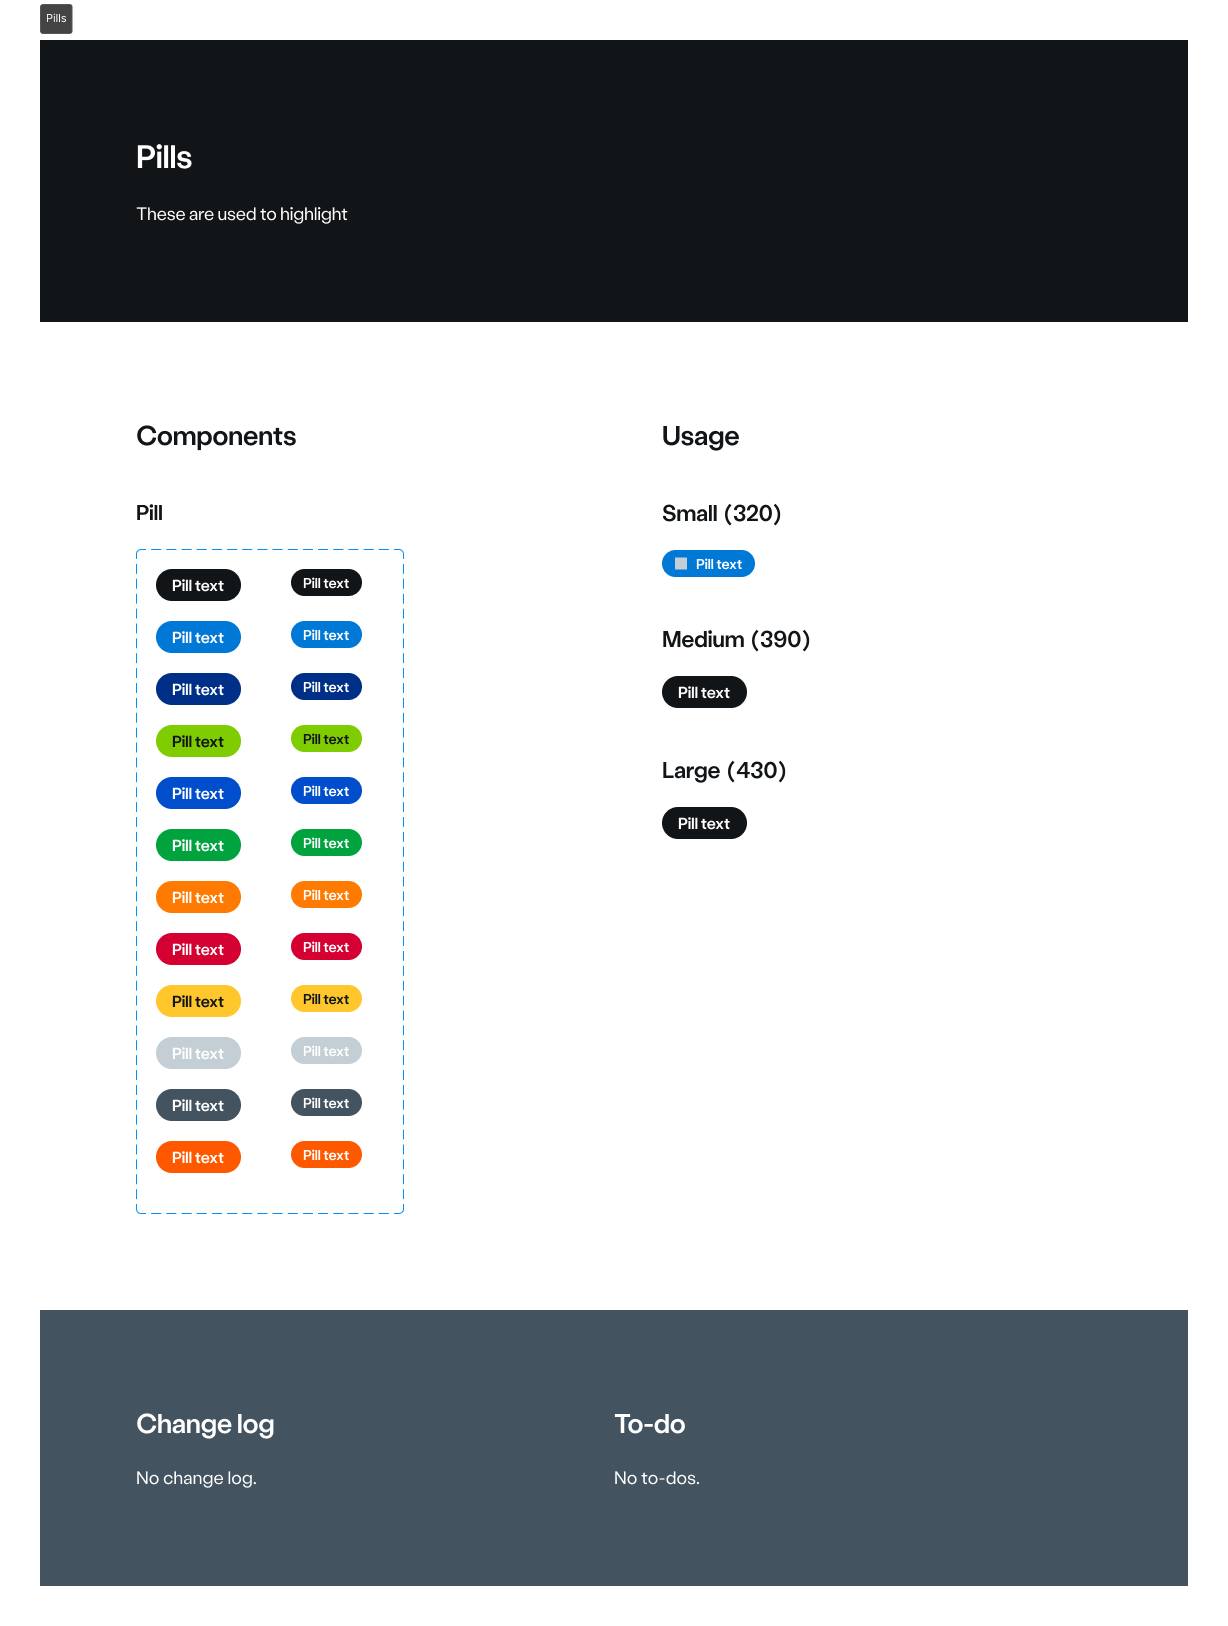 Pills
Pills
These are used to highlight
Components
Pill
Pill text Pill text
Pill text Pill text
Pill text Pill text
Pill text Pill text
Pill text Pill text
Pill text Pill text
Pill text Pill text
Pill text Pill text
Pill text Pill text
Pill text Pill text
Pill text Pill text
Pill text Pill text
Usage
Small (320)
Pill text
Medium (390)
Pill text
Large (430)
Pill text
Change log
No change log.
To-do
No to-dos.